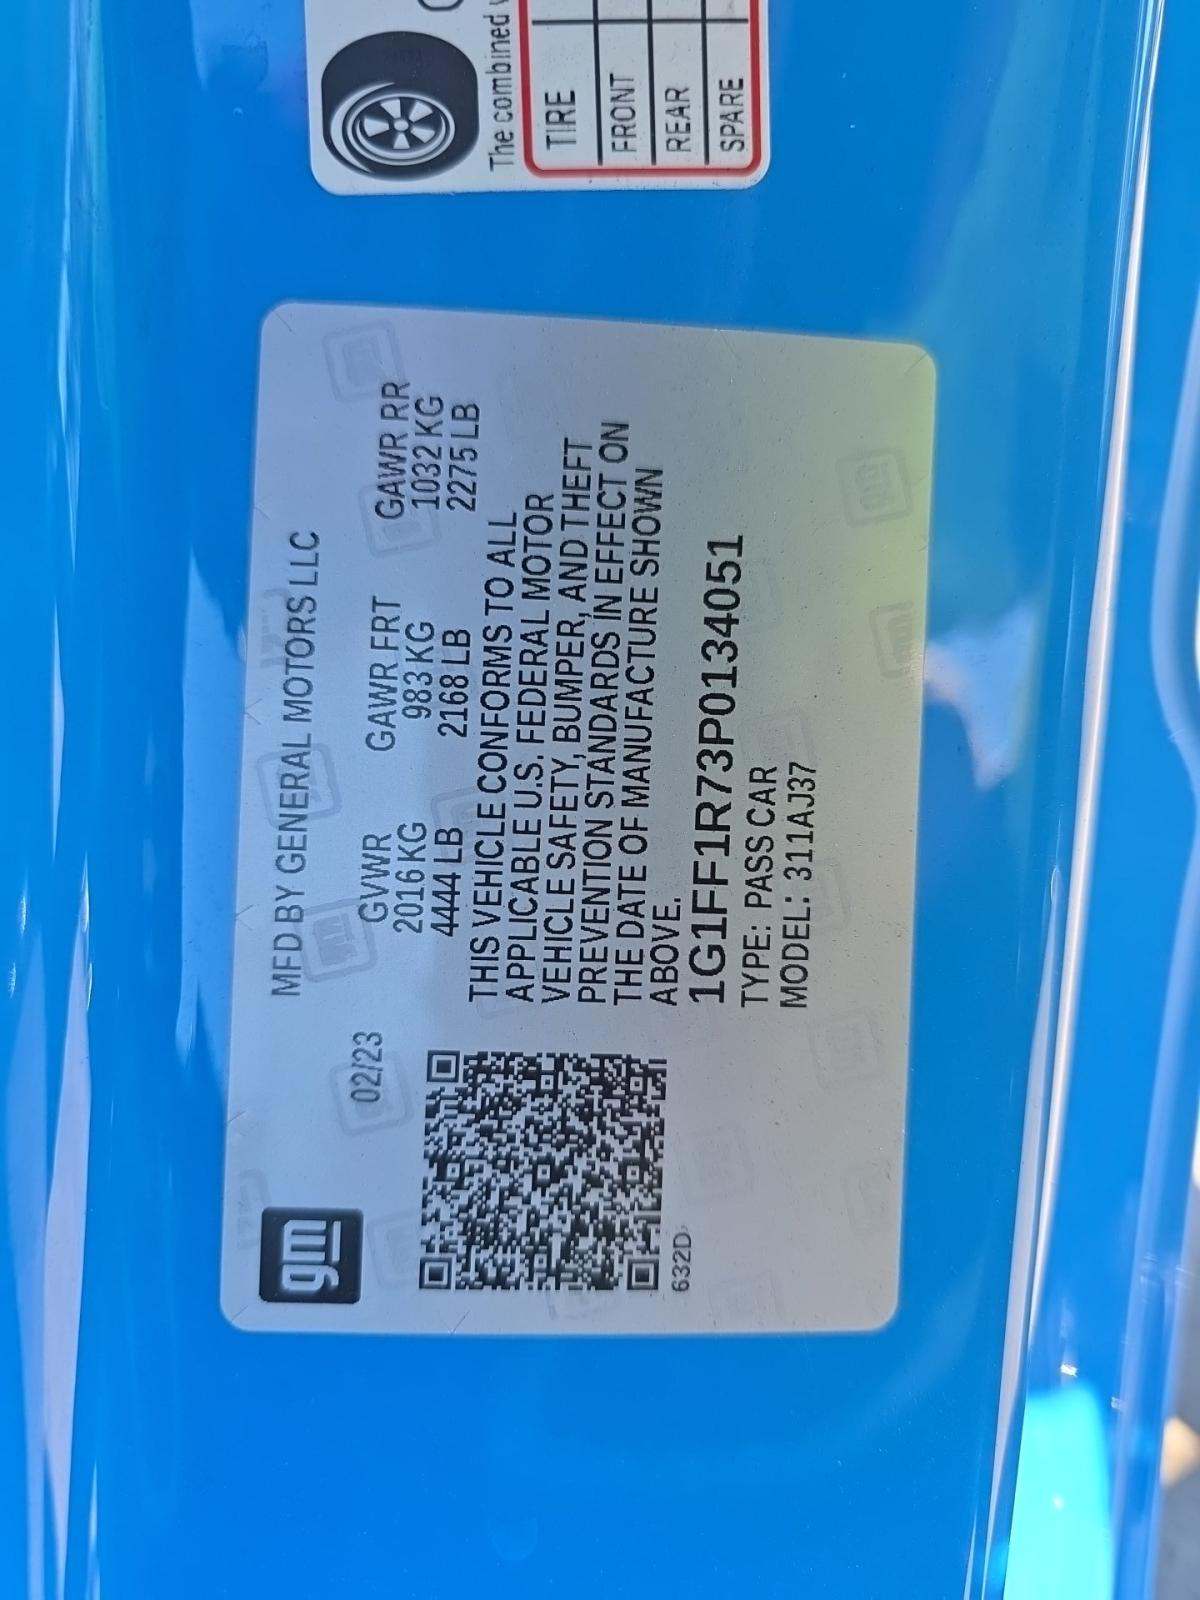 gm
MFD BY GENERAL MOTORS LLC
02/23
GVWR GAWR FRT GAWR RR
2016 KG 983 KG 1032 KG
4444 LB 2168 LB 2275 LB
THIS VEHICLE CONFORMS TO ALL
APPLICABLE U.S. FEDERAL MOTOR
VEHICLE SAFETY, BUMPER, AND THEFT
PREVENTION STANDARDS IN EFFECT ON
THE DATE OF MANUFACTURE SHOWN
ABOVE.
1G1FF1R73P0134051
TYPE: PASS CAR
MODEL: 311AJ37
632D
The combined
TIRE
FRONT
REAR
SPARE